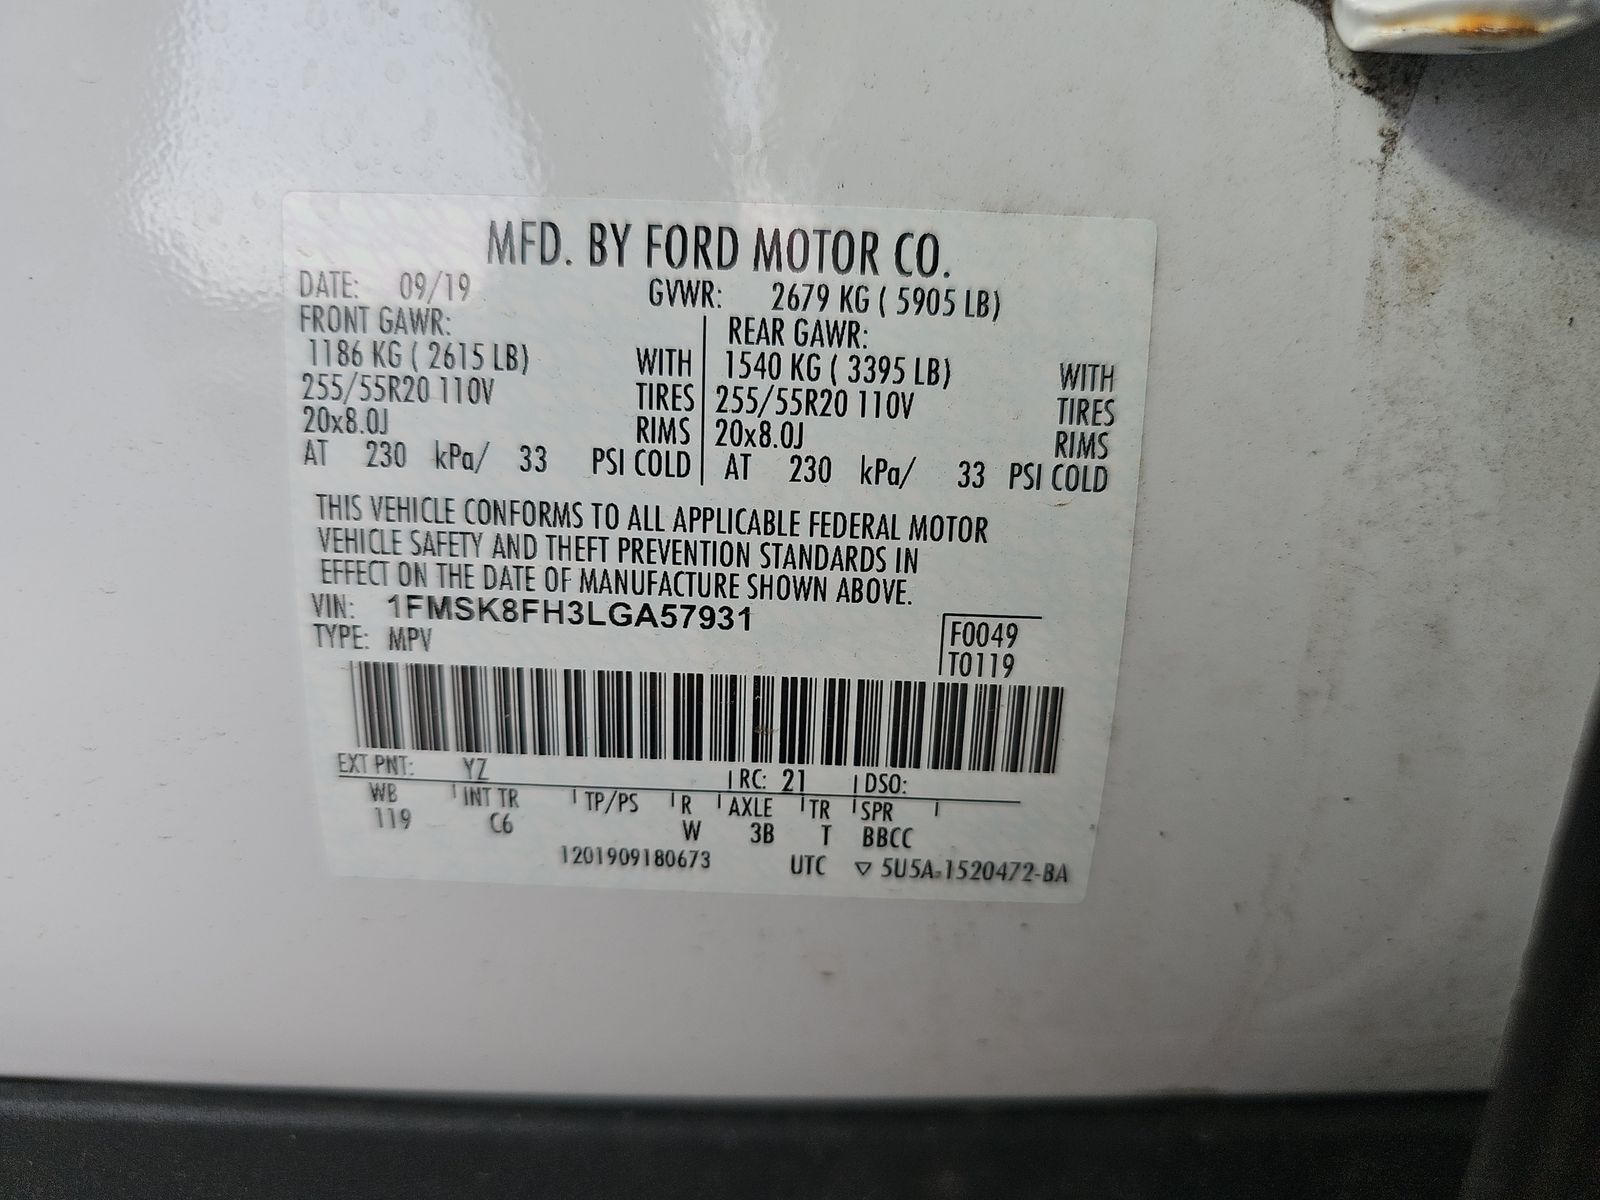 MFD. BY FORD MOTOR CO.
DATE: 09/19 GVWR: 2679 KG ( 5905 LB)
FRONT GAWR: REAR GAWR:
1186 KG ( 2615 LB) WITH 1540 KG ( 3395 LB) WITH
255/55R20 110V TIRES 255/55R20 110V TIRES
20x8.0J RIMS 20x8.0J RIMS
AT 230 kPa/ 33 PSI COLD AT 230 kPa/ 33 PSI COLD
THIS VEHICLE CONFORMS TO ALL APPLICABLE FEDERAL MOTOR
VEHICLE SAFETY AND THEFT PREVENTION STANDARDS IN
EFFECT ON THE DATE OF MANUFACTURE SHOWN ABOVE.
VIN: 1FMSK8FH3LGA57931
TYPE: MPV
F0049
T0119
EXT PNT: YZ RC: 21 DSO:
WB INT TR TP/PS R AXLE TR SPR
119 C6 W 3B T BBCC
1201909180673 UTC ▽ 5U5A-1520472-BA